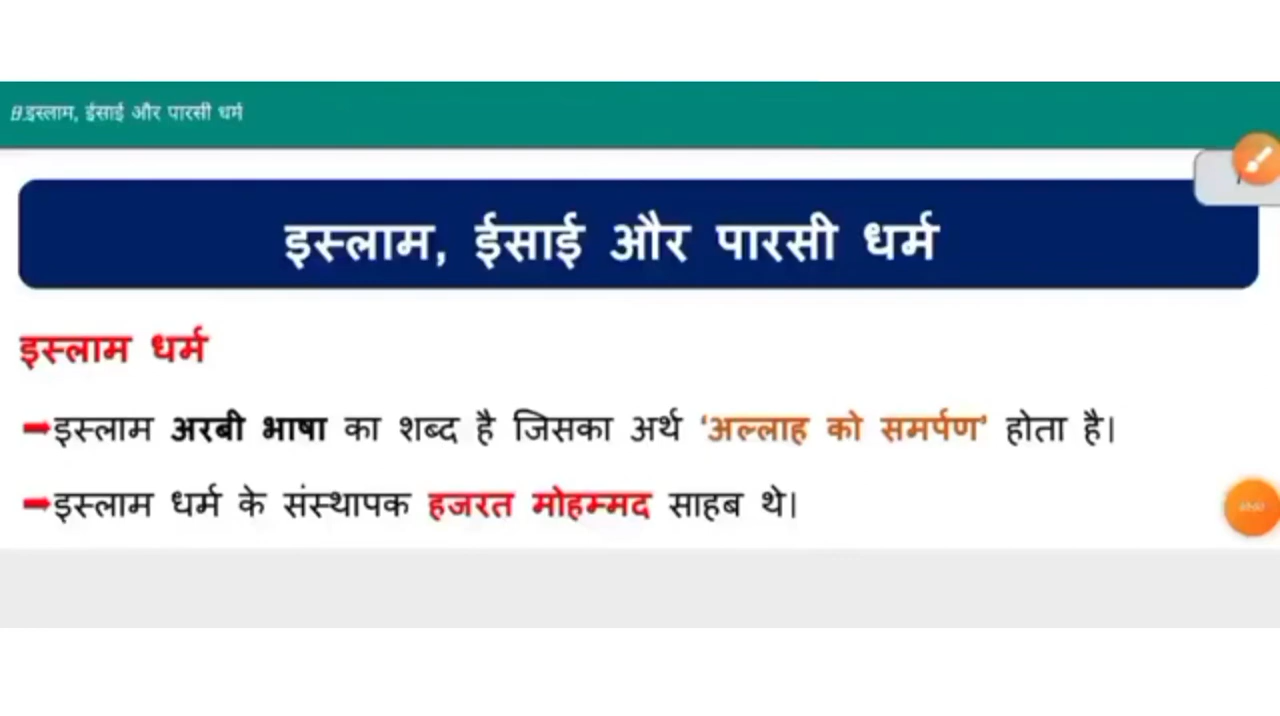 8.इस्लाम, ईसाई और पारसी धर्म
इस्लाम, ईसाई और पारसी धर्म
इस्लाम धर्म
➡इस्लाम अरबी भाषा का शब्द है जिसका अर्थ ‘अल्लाह को समर्पण’ होता है।
➡इस्लाम धर्म के संस्थापक हजरत मोहम्मद साहब थे।